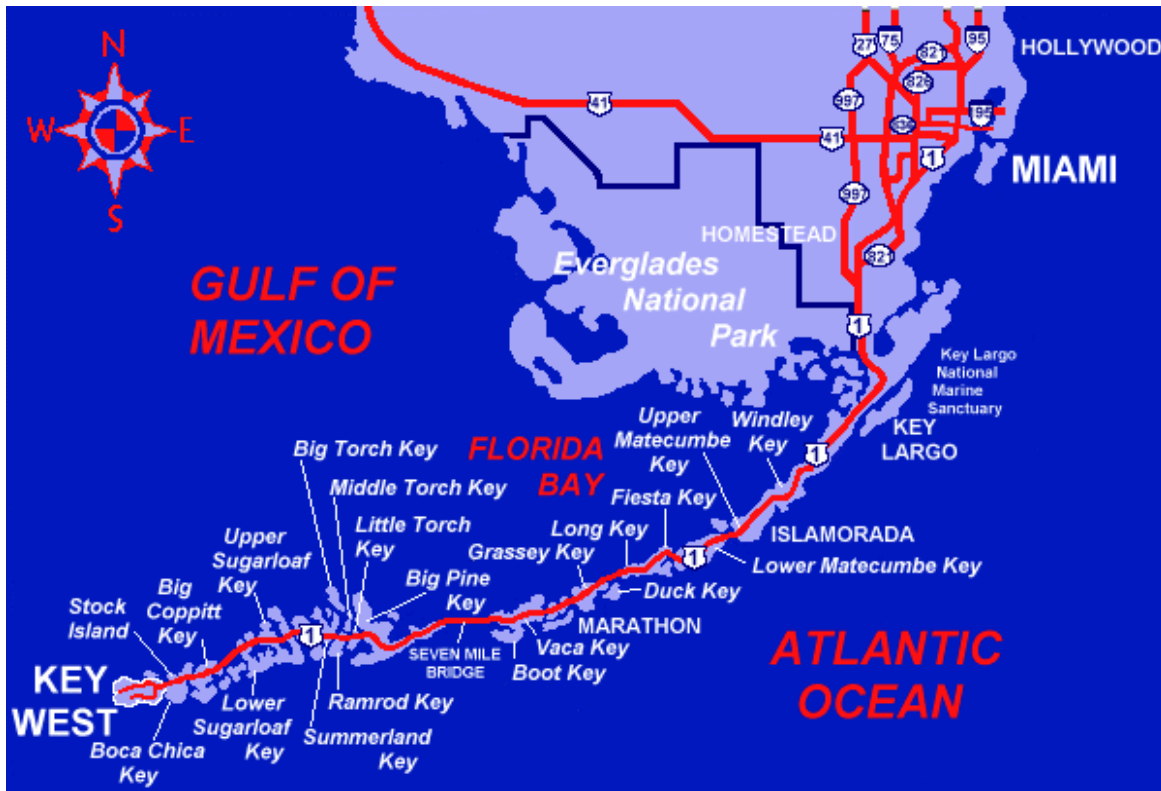 N
W E
S
27
75
95
821
HOLLYWOOD
826
41
997
95
41
1
MIAMI
997
HOMESTEAD
821
Everglades
National
Park
GULF OF
MEXICO
1
Key Largo
National
Marine
Sanctuary
KEY
LARGO
Upper
Matecumbe
Key
Windley
Key
1
FLORIDA
BAY
Big Torch Key
Middle Torch Key
Little Torch
Key
Fiesta Key
Long Key
Grassey Key
ISLAMORADA
1
Lower Matecumbe Key
Upper
Sugarloaf
Key
Big Pine
Key
Duck Key
Big
Coppitt
Key
Stock
Island
MARATHON
1
SEVEN MILE
BRIDGE
Vaca Key
Boot Key
ATLANTIC
OCEAN
KEY
WEST
Ramrod Key
Lower
Sugarloaf
Key
Summerland
Key
Boca Chica
Key